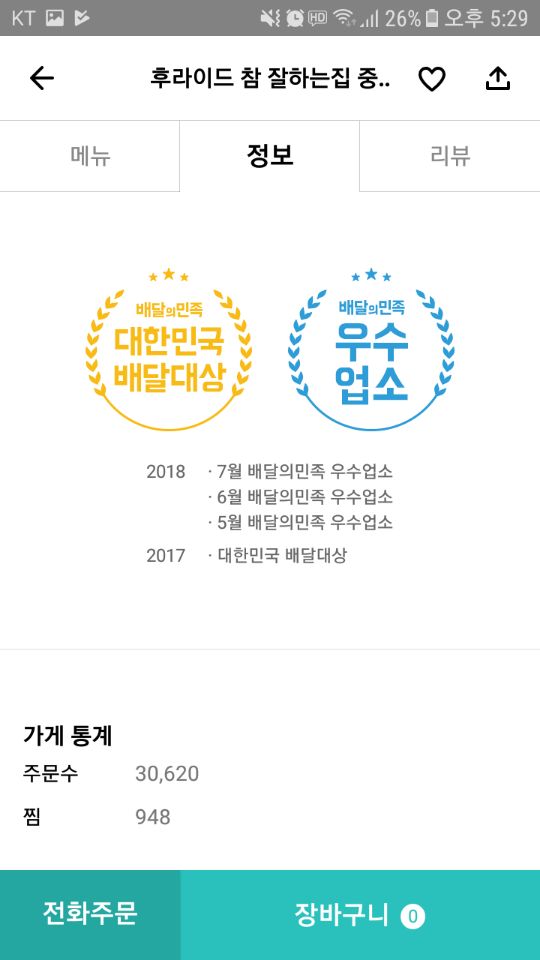 KT HD 26% 오후 5:29
후라이드 참 잘하는집 중..
메뉴 정보 리뷰
배달의민족 대한민국 배달대상
배달의민족 우수 업소
2018 · 7월 배달의민족 우수업소
· 6월 배달의민족 우수업소
· 5월 배달의민족 우수업소
2017 · 대한민국 배달대상
가게 통계
주문수 30,620
찜 948
전화주문 장바구니 0